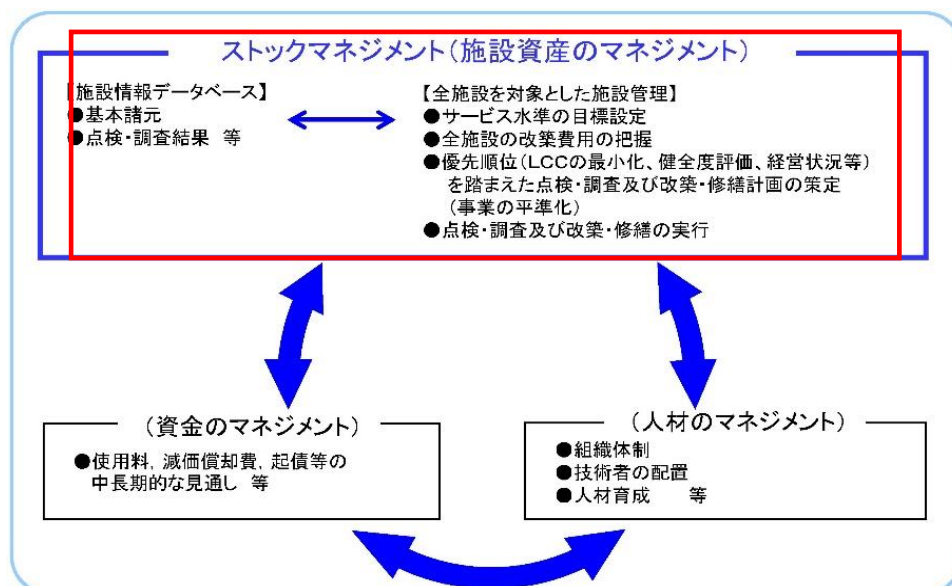 ストックマネジメント(施設資産のマネジメント)
【施設情報データベース】
●基本諸元
●点検・調査結果 等
【全施設を対象とした施設管理】
●サービス水準の目標設定
●全施設の改築費用の把握
●優先順位(LCCの最小化、健全度評価、経営状況等)
を踏まえた点検・調査及び改築・修繕計画の策定
(事業の平準化)
●点検・調査及び改築・修繕の実行
(資金のマネジメント)
●使用料,減価償却費,起債等の
中長期的な見通し 等
(人材のマネジメント)
●組織体制
●技術者の配置
●人材育成 等